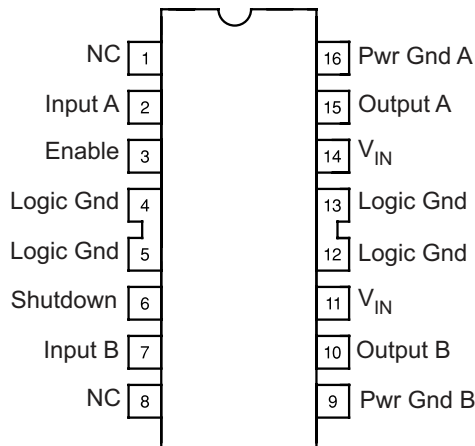 NC 1 16 Pwr Gnd A
Input A 2 15 Output A
Enable 3 14 V_IN
Logic Gnd 4 13 Logic Gnd
Logic Gnd 5 12 Logic Gnd
Shutdown 6 11 V_IN
Input B 7 10 Output B
NC 8 9 Pwr Gnd B